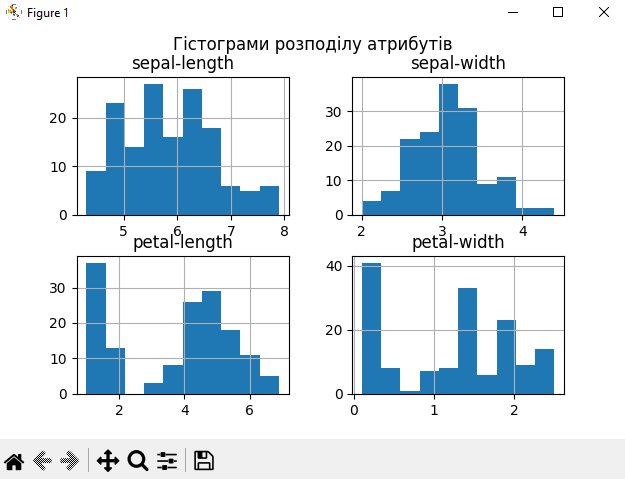 Figure 1
Гістограми розподілу атрибутів
sepal-length
sepal-width
20
10
0
5 6 7 8
30
20
10
0
2 3 4
petal-length
petal-width
30
20
10
0
2 4 6
40
20
0
0 1 2